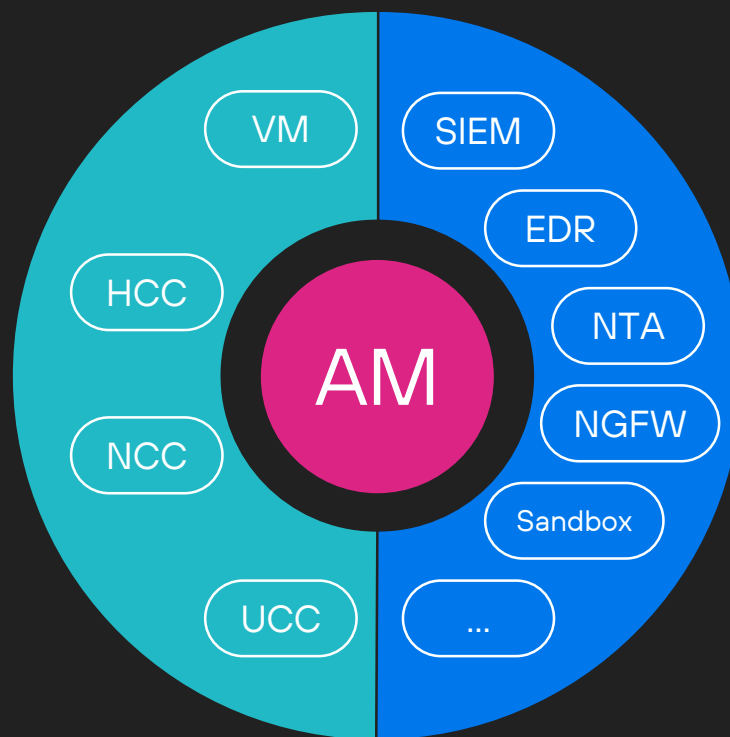 VM
HCC
NCC
UCC
AM
SIEM
EDR
NTA
NGFW
Sandbox
...